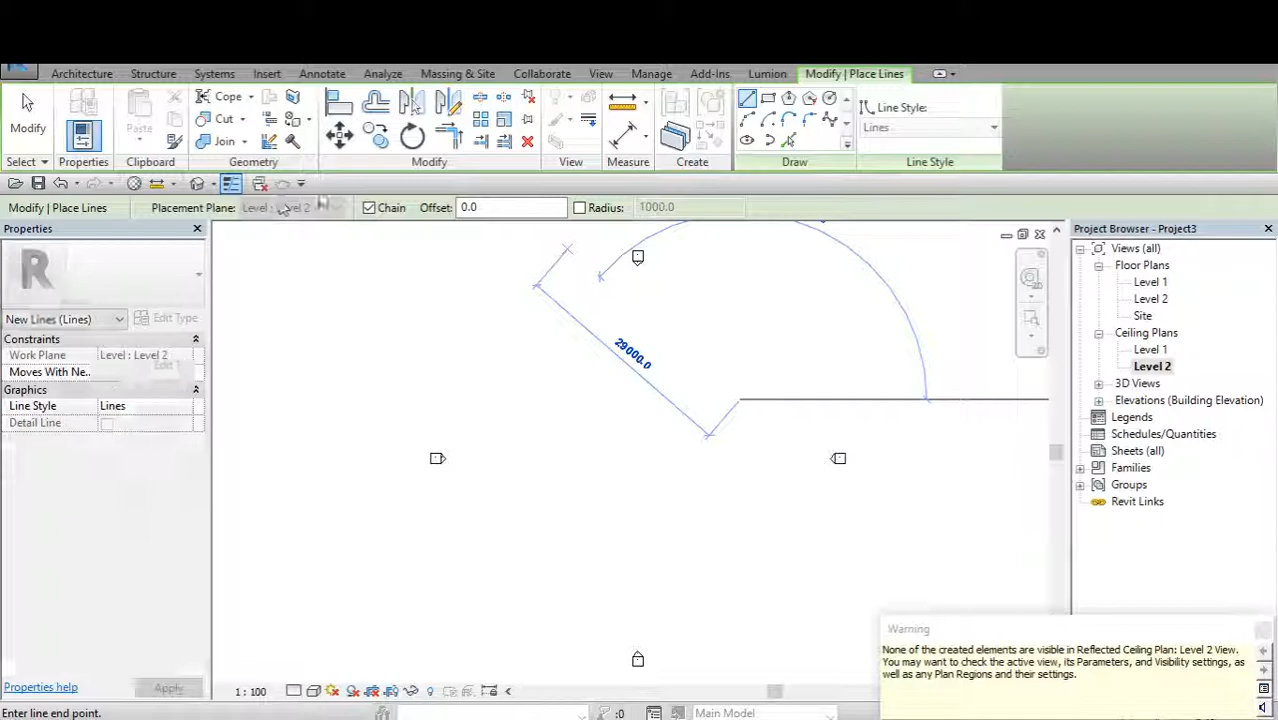 Architecture Structure Systems Insert Annotate Analyze Massing & Site Collaborate View Manage Add-Ins Lumion Modify | Place Lines
Modify
Paste
Cope
Cut
Join
Line Style:
Lines
Select Properties Clipboard Geometry Modify View Measure Create Draw Line Style
Modify | Place Lines Placement Plane: Level : Level 2 Chain Offset: 0.0 Radius: 1000.0
Properties
New Lines (Lines) Edit Type
Constraints
Work Plane Level : Level 2
Moves With Ne..
Graphics
Line Style Lines
Detail Line
Properties help Apply
29000.0
1 : 100
Project Browser - Project3
Views (all)
Floor Plans
Level 1
Level 2
Site
Ceiling Plans
Level 1
Level 2
3D Views
Elevations (Building Elevation)
Legends
Schedules/Quantities
Sheets (all)
Families
Groups
Revit Links
Warning
None of the created elements are visible in Reflected Ceiling Plan: Level 2 View.
You may want to check the active view, its Parameters, and Visibility settings, as
well as any Plan Regions and their settings.
Enter line end point. :0 Main Model